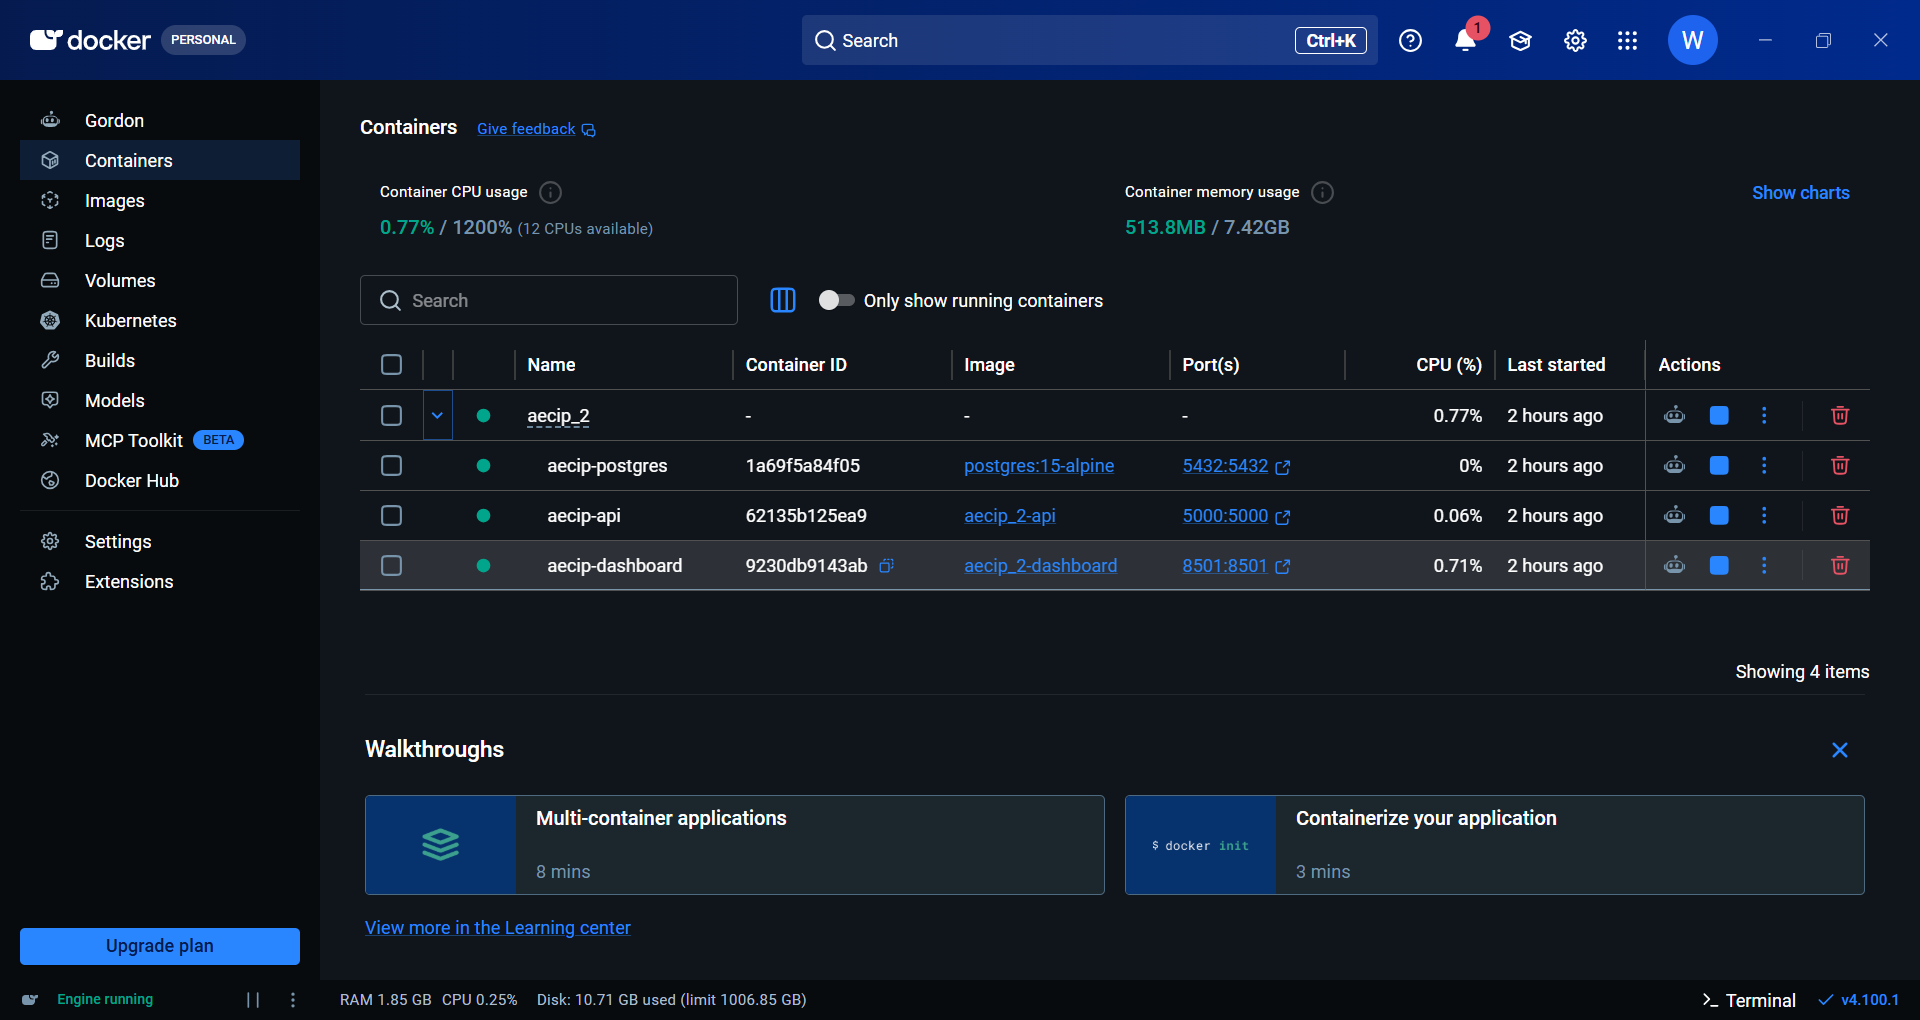 docker PERSONAL
Search Ctrl+K
1
W
Gordon
Containers
Images
Logs
Volumes
Kubernetes
Builds
Models
MCP Toolkit BETA
Docker Hub
Settings
Extensions
Upgrade plan
Containers Give feedback
Container CPU usage
0.77% / 1200% (12 CPUs available)
Container memory usage
513.8MB / 7.42GB
Show charts
Search
Only show running containers
Name Container ID Image Port(s) CPU (%) Last started Actions
aecip_2 - - - 0.77% 2 hours ago
aecip-postgres 1a69f5a84f05 postgres:15-alpine 5432:5432 0% 2 hours ago
aecip-api 62135b125ea9 aecip_2-api 5000:5000 0.06% 2 hours ago
aecip-dashboard 9230db9143ab aecip_2-dashboard 8501:8501 0.71% 2 hours ago
Showing 4 items
Walkthroughs
Multi-container applications
8 mins
$ docker init
Containerize your application
3 mins
View more in the Learning center
Engine running
RAM 1.85 GB CPU 0.25% Disk: 10.71 GB used (limit 1006.85 GB)
>_ Terminal
v4.100.1